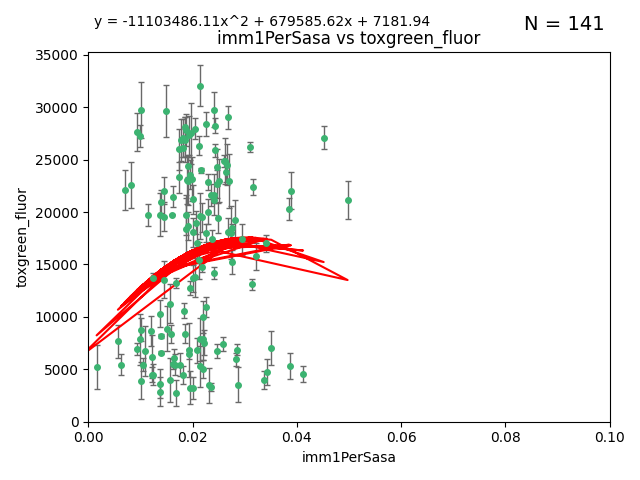 y = -11103486.11x^2 + 679585.62x + 7181.94
N = 141
imm1PerSasa vs toxgreen_fluor
35000
30000
25000
20000
15000
10000
5000
0
toxgreen_fluor
0.00 0.02 0.04 0.06 0.08 0.10
imm1PerSasa